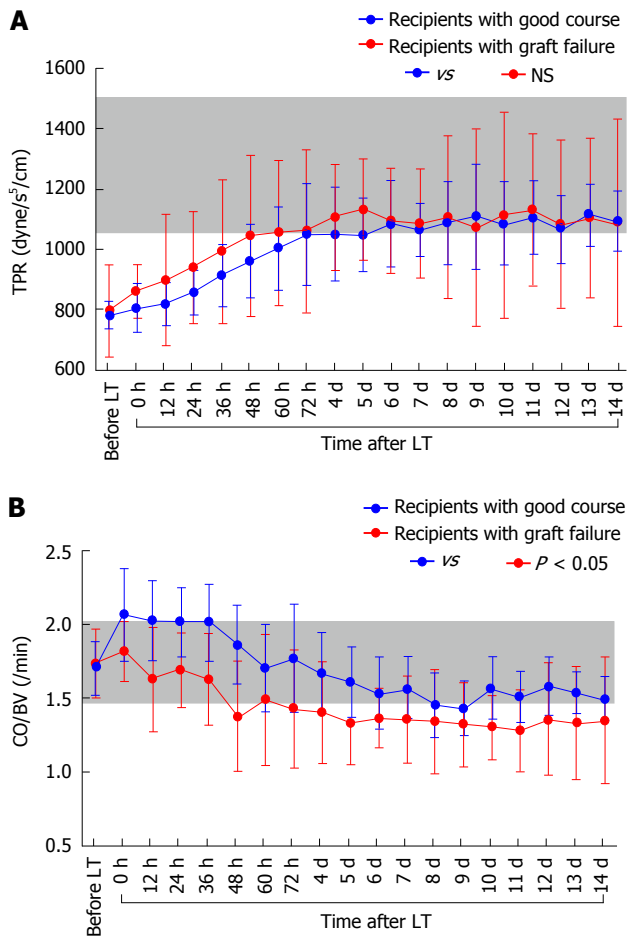 A
Recipients with good course
Recipients with graft failure
vs NS
1600
1400
1200
1000
800
600
TPR (dyne/s⁵/cm)
Before LT 0 h 12 h 24 h 36 h 48 h 60 h 72 h 4 d 5 d 6 d 7 d 8 d 9 d 10 d 11 d 12 d 13 d 14 d
Time after LT
B
Recipients with good course
Recipients with graft failure
vs P < 0.05
2.5
2.0
1.5
1.0
0.5
CO/BV (/min)
Before LT 0 h 12 h 24 h 36 h 48 h 60 h 72 h 4 d 5 d 6 d 7 d 8 d 9 d 10 d 11 d 12 d 13 d 14 d
Time after LT